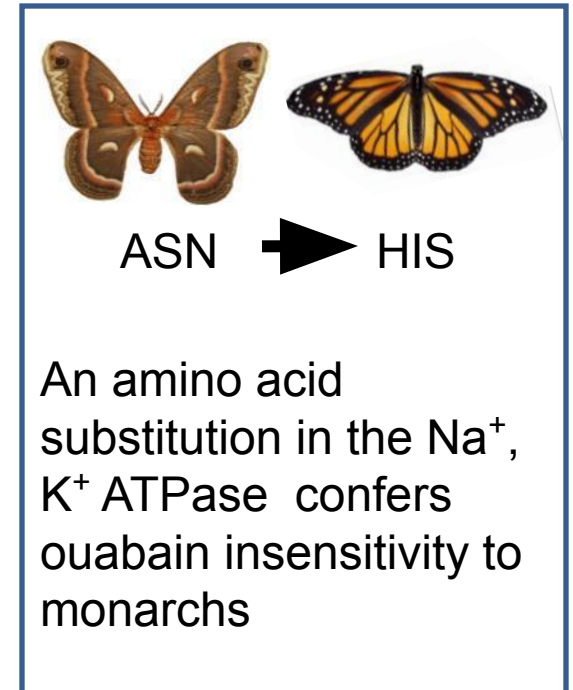 ASN HIS
An amino acid
substitution in the Na⁺,
K⁺ ATPase confers
ouabain insensitivity to
monarchs